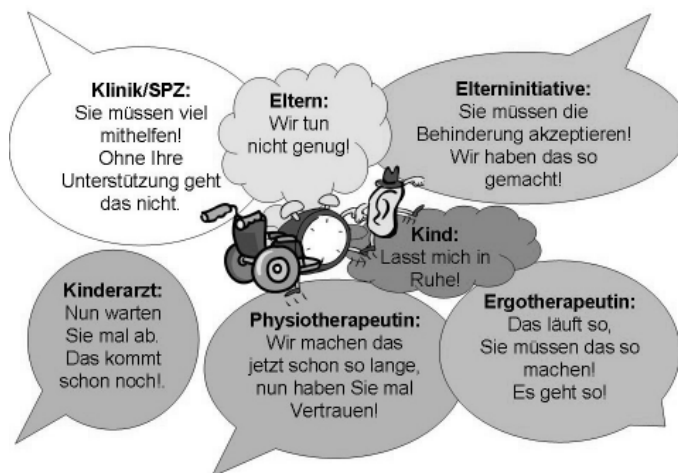 Klinik/SPZ:
Sie müssen viel
mithelfen!
Ohne Ihre
Unterstützung geht
das nicht.
Eltern:
Wir tun
nicht genug!
Elterninitiative:
Sie müssen die
Behinderung akzeptieren!
Wir haben das so
gemacht!
Kind:
Lasst mich in
Ruhe!
Kinderarzt:
Nun warten
Sie mal ab.
Das kommt
schon noch!.
Physiotherapeutin:
Wir machen das
jetzt schon so lange,
nun haben Sie mal
Vertrauen!
Ergotherapeutin:
Das läuft so,
Sie müssen das so
machen!
Es geht so!